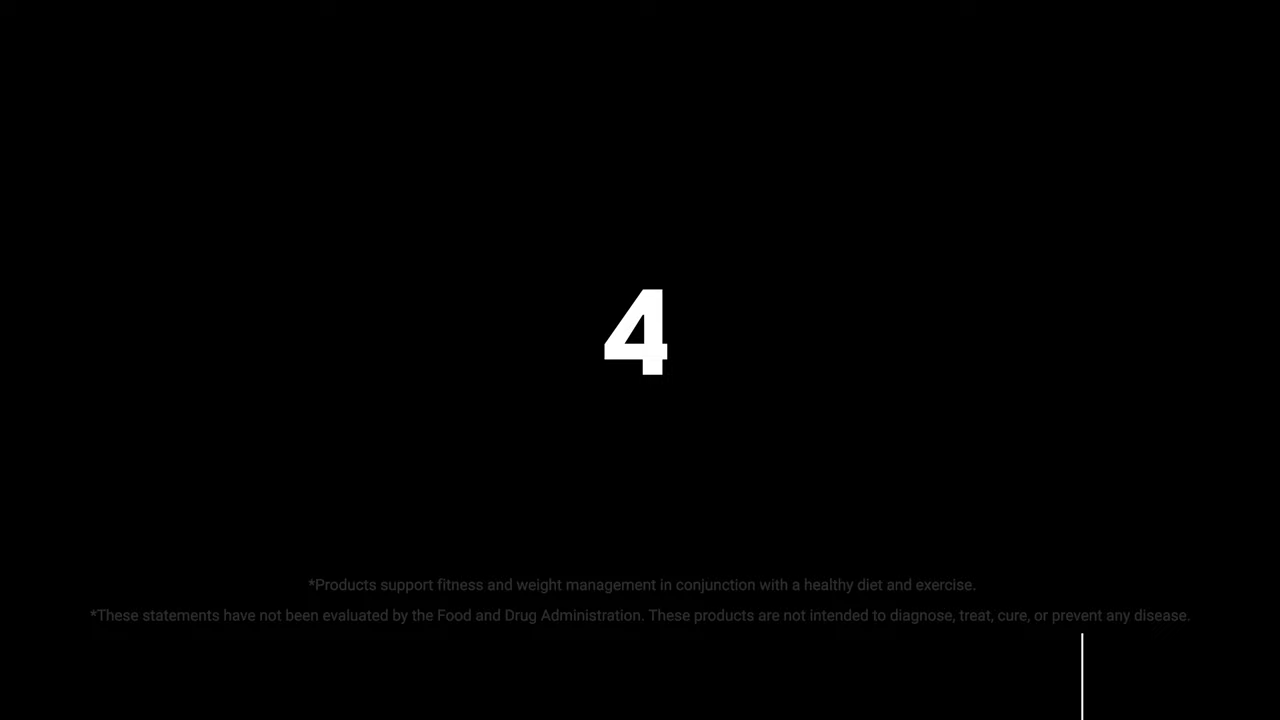 4
*Products support fitness and weight management in conjunction with a healthy diet and exercise.
*These statements have not been evaluated by the Food and Drug Administration. These products are not intended to diagnose, treat, cure, or prevent any disease.